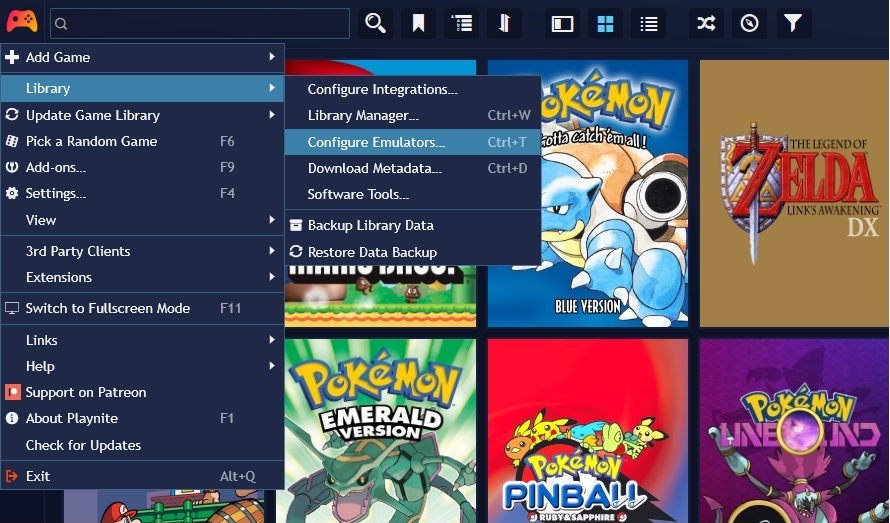 Add Game
Library
Update Game Library
Pick a Random Game F6
Add-ons... F9
Settings... F4
View
3rd Party Clients
Extensions
Switch to Fullscreen Mode F11
Links
Help
Support on Patreon
About Playnite F1
Check for Updates
Exit Alt+Q
Configure Integrations...
Library Manager... Ctrl+W
Configure Emulators... Ctrl+T
Download Metadata... Ctrl+D
Software Tools...
Backup Library Data
Restore Data Backup
POKéMON
Gotta catch 'em all!
BLUE VERSION
THE LEGEND OF
ZELDA
LINK'S AWAKENING
DX
POKéMON
EMERALD
VERSION
POKéMON
PINBALL
RUBY & SAPPHIRE
POKéMON